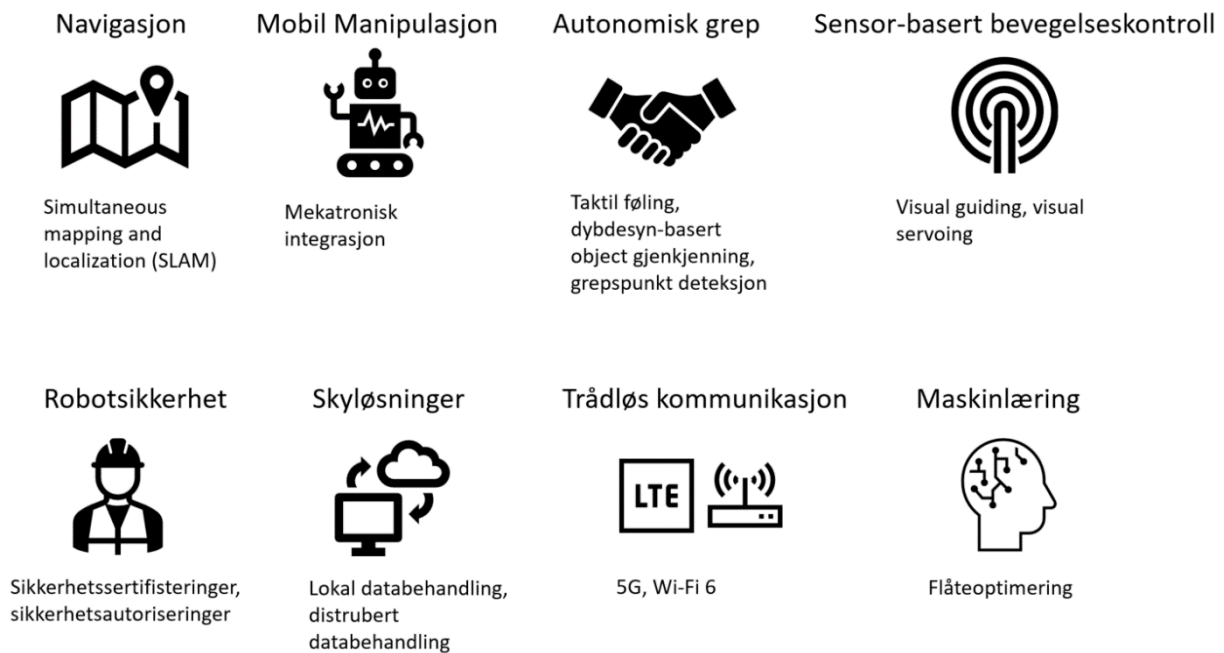 Navigasjon
Mobil Manipulasjon
Autonomisk grep
Sensor-basert bevegelseskontroll
Simultaneous
mapping and
localization (SLAM)
Mekatronisk
integrasjon
Taktil føling,
dybdesyn-basert
object gjenkjenning,
grepspunkt deteksjon
Visual guiding, visual
servoing
Robotsikkerhet
Skyløsninger
Trådløs kommunikasjon
Maskinlæring
LTE
Sikkerhetssertifisteringer,
sikkerhetsautoriseringer
Lokal databehandling,
distrubert
databehandling
5G, Wi-Fi 6
Flåteoptimering